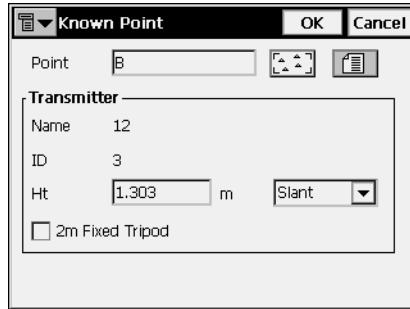 Known Point OK Cancel
Point B
Transmitter
Name 12
ID 3
Ht 1.303 m Slant
2m Fixed Tripod